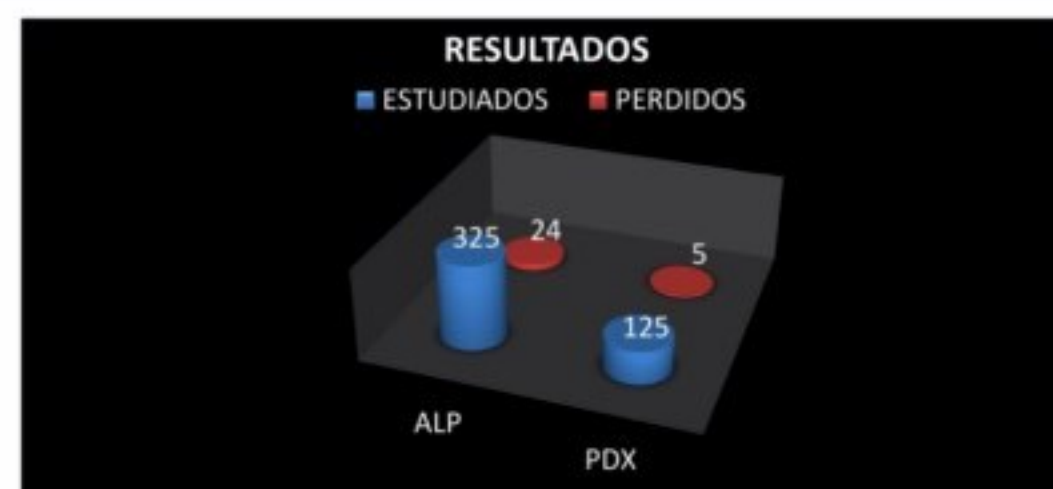 RESULTADOS
ESTUDIADOS PERDIDOS
325 24
5
125
ALP
PDX